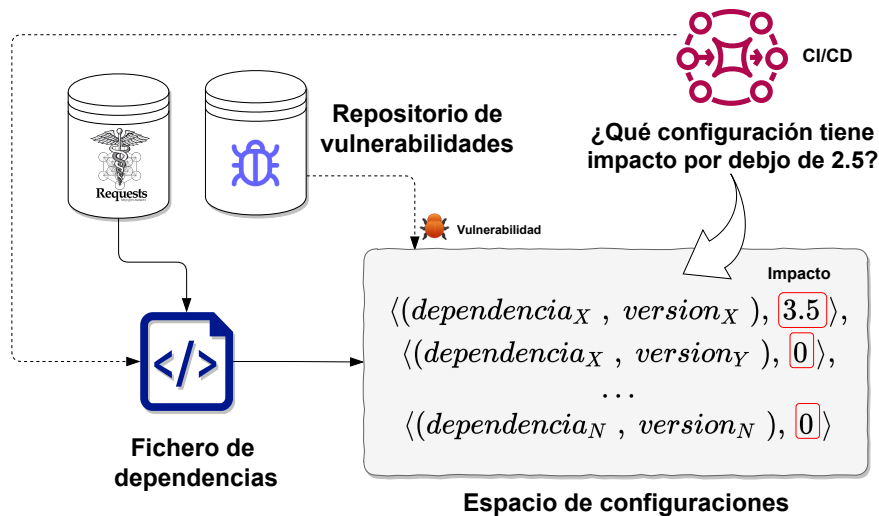 CI/CD
¿Qué configuración tiene
impacto por debjo de 2.5?
Repositorio de
vulnerabilidades
Requests
Vulnerabilidad
Impacto
⟨(dependencia_X , version_X ), 3.5⟩,
⟨(dependencia_X , version_Y ), 0⟩,
...
⟨(dependencia_N , version_N ), 0⟩
</>
Fichero de
dependencias
Espacio de configuraciones